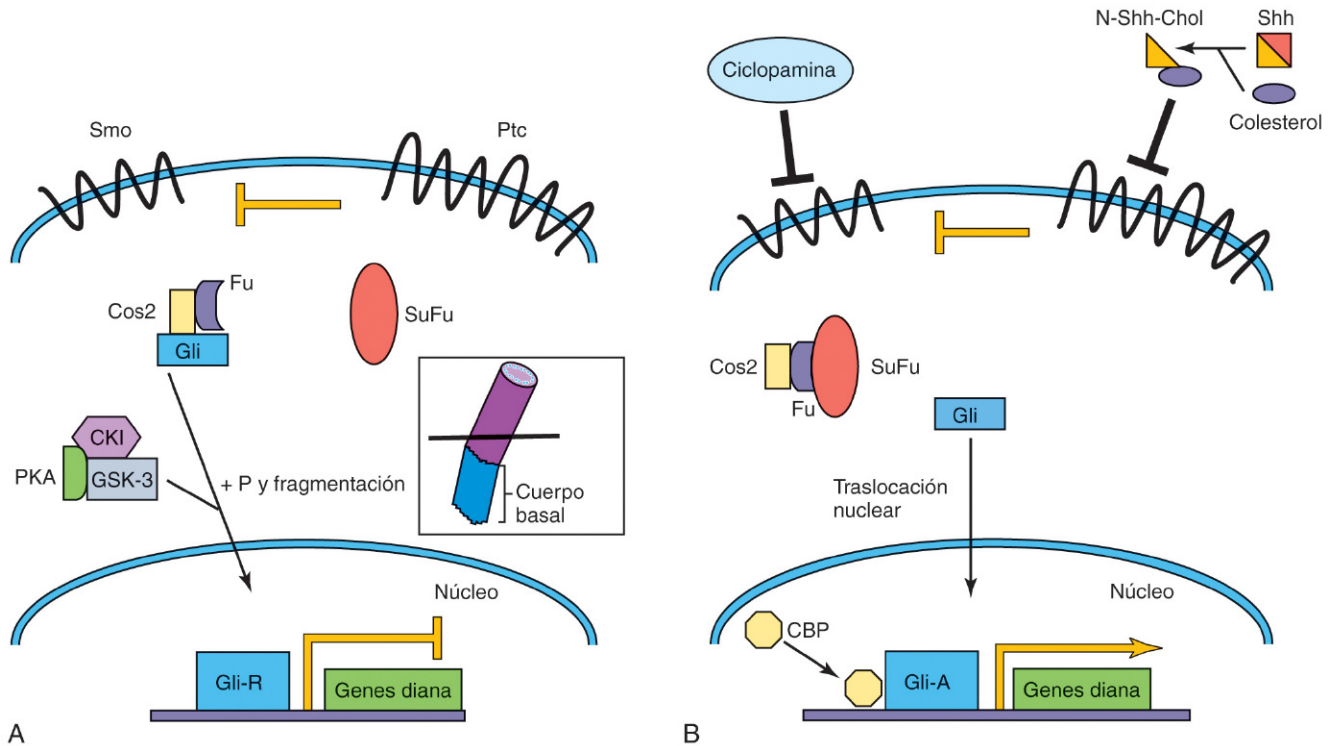 Smo
Ptc
Fu
Cos2
Gli
SuFu
CKI
PKA
GSK-3
+ P y fragmentación
Cuerpo
basal
Núcleo
Gli-R
Genes diana
A
N-Shh-Chol
Shh
Ciclopamina
Colesterol
Cos2
SuFu
Fu
Gli
Traslocación
nuclear
Núcleo
CBP
Gli-A
Genes diana
B